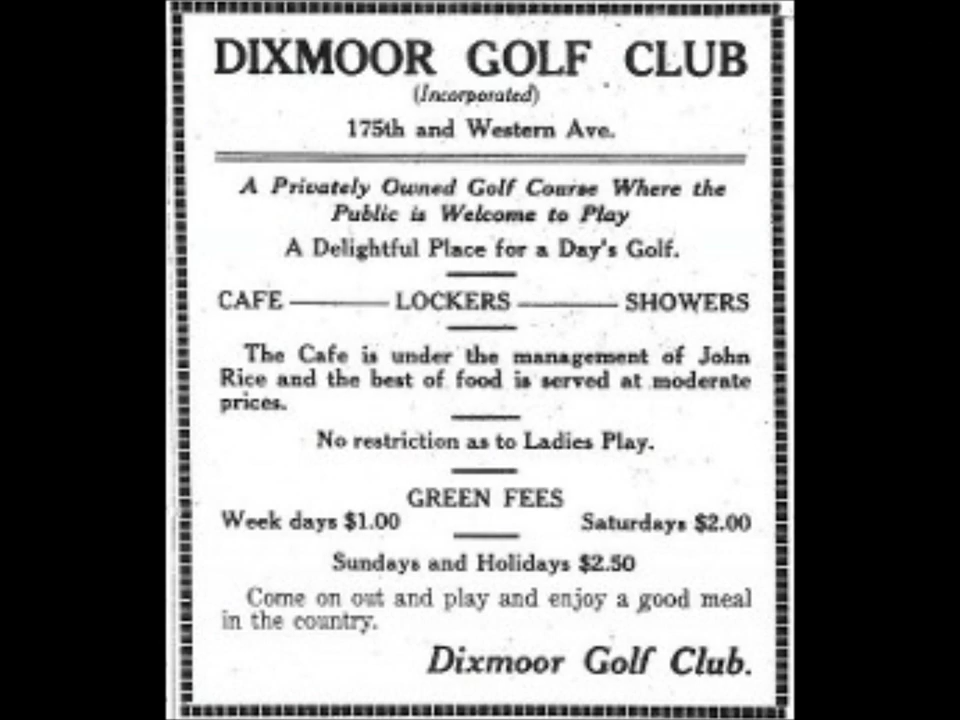 DIXMOOR GOLF CLUB
(Incorporated)
175th and Western Ave.
A Privately Owned Golf Course Where the
Public is Welcome to Play
A Delightful Place for a Day's Golf.
CAFE — LOCKERS — SHOWERS
The Cafe is under the management of John
Rice and the best of food is served at moderate
prices.
No restriction as to Ladies Play.
GREEN FEES
Week days $1.00 Saturdays $2.00
Sundays and Holidays $2.50
Come on out and play and enjoy a good meal
in the country.
Dixmoor Golf Club.